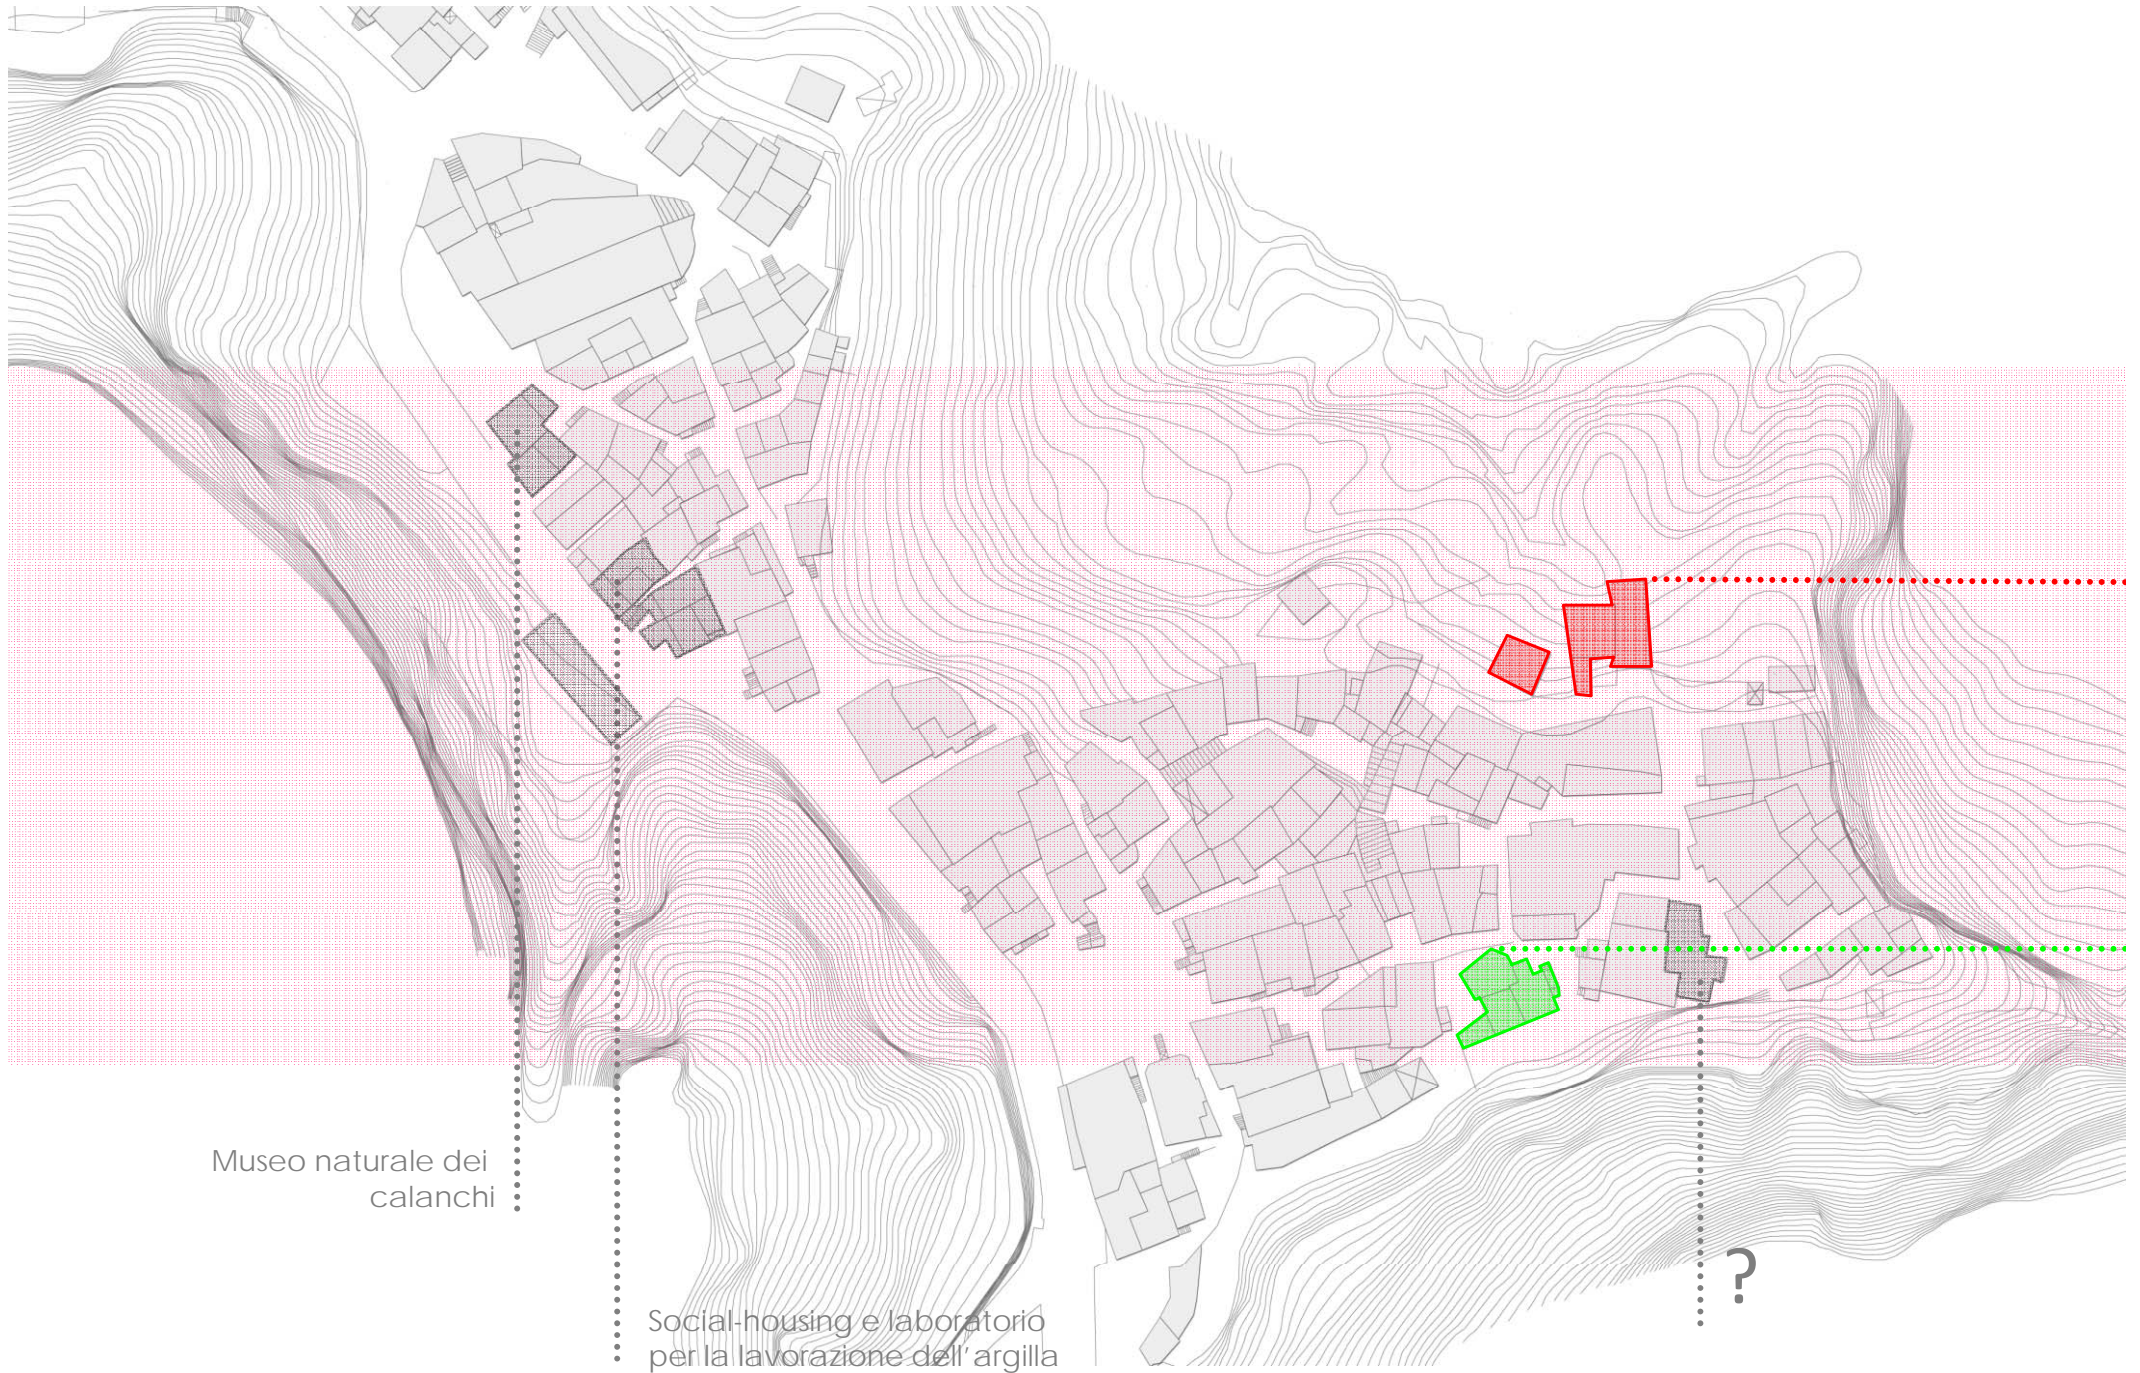 Museo naturale dei
calanchi
Social-housing e laboratorio
per la lavorazione dell'argilla
?